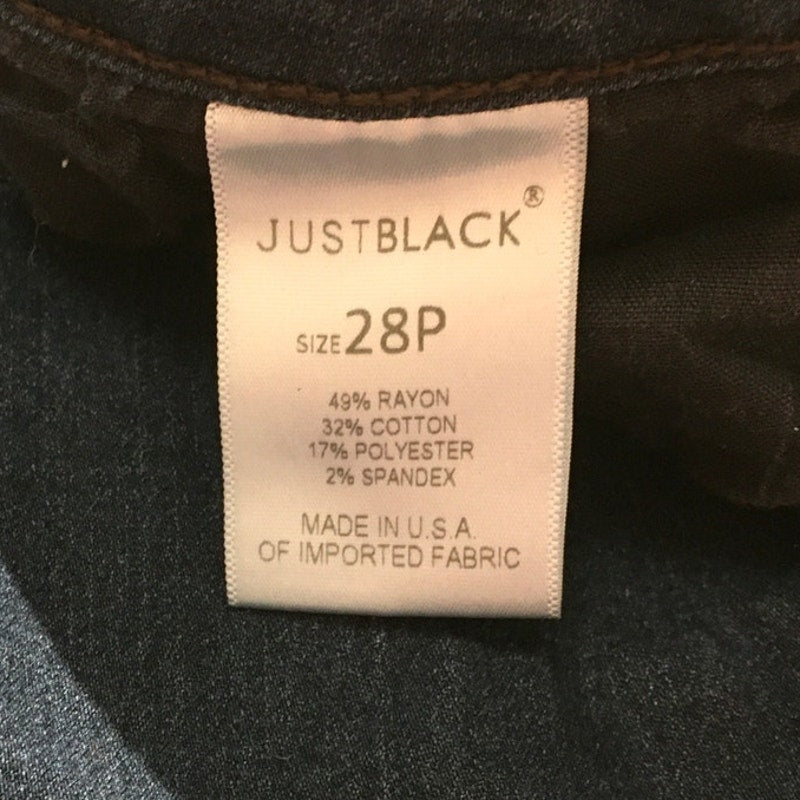 JUSTBLACK®
SIZE 28P
49% RAYON
32% COTTON
17% POLYESTER
2% SPANDEX
MADE IN U.S.A.
OF IMPORTED FABRIC